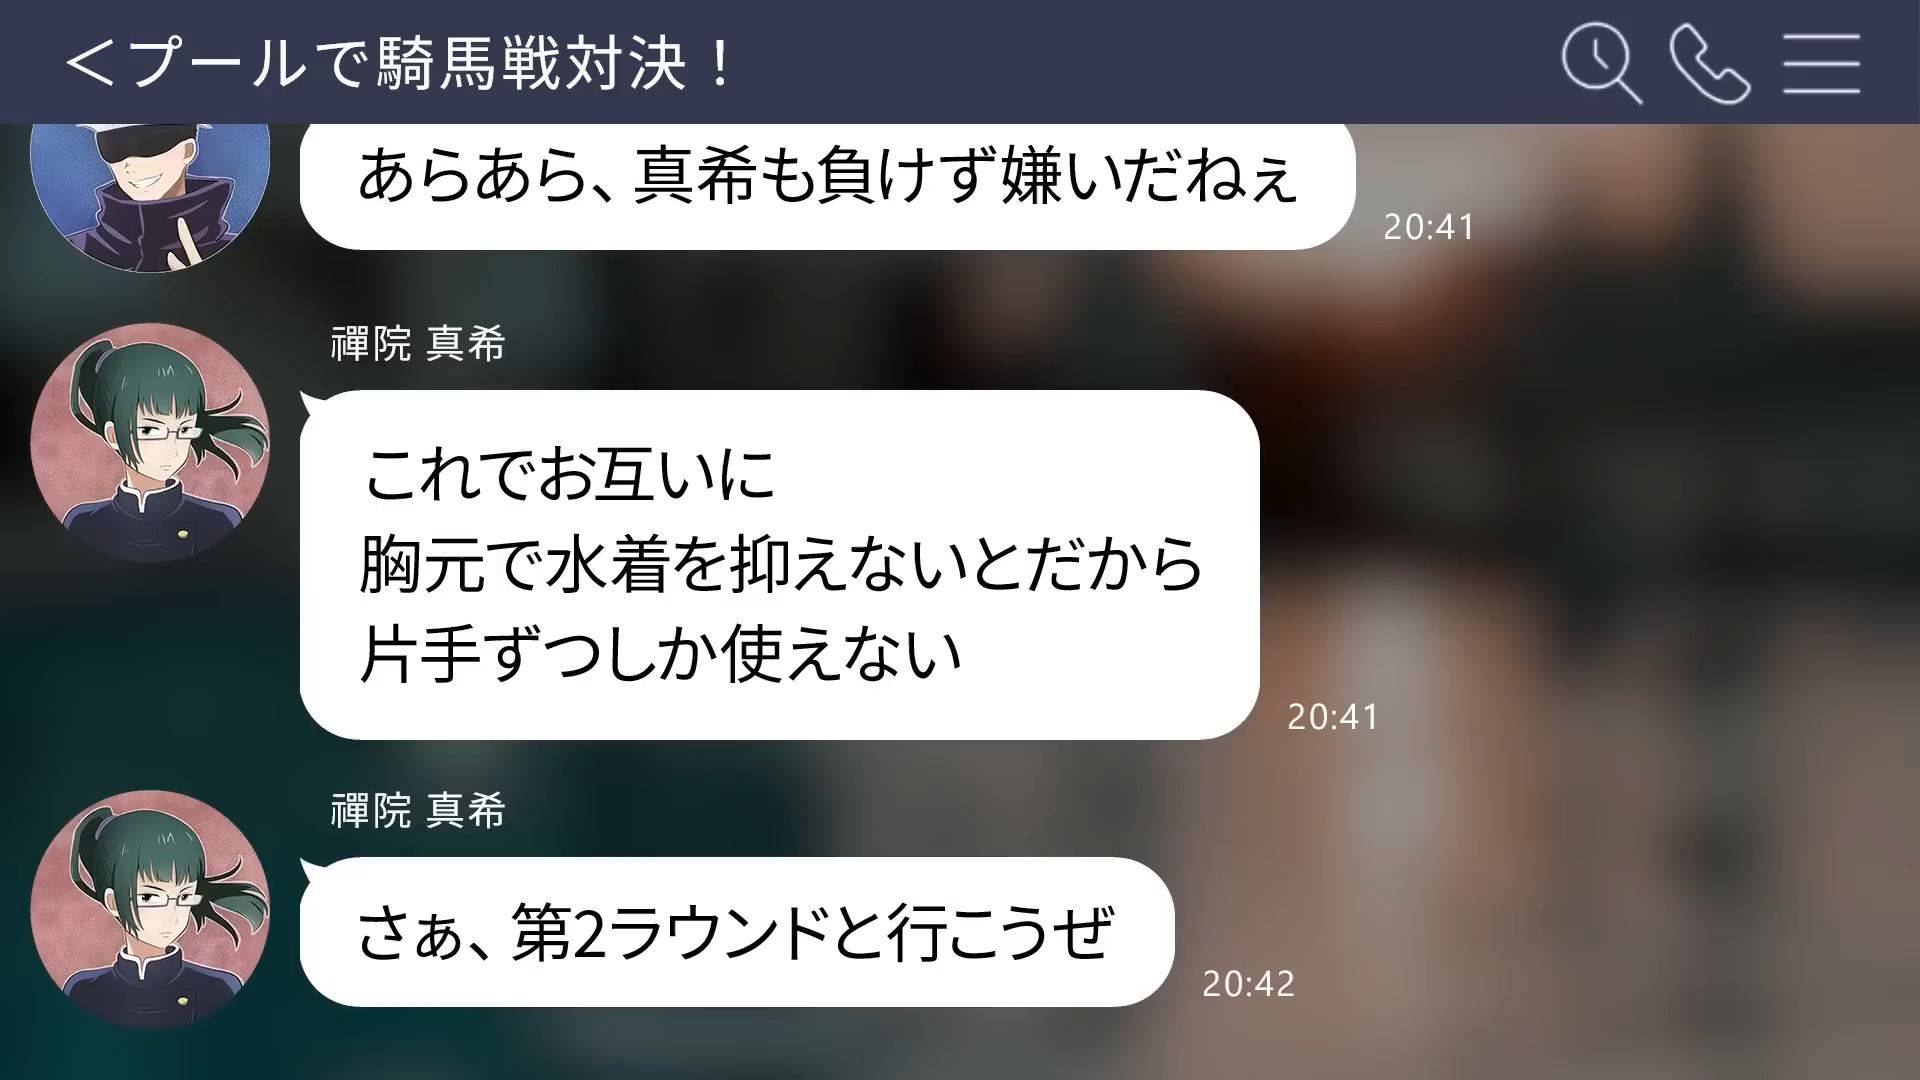 ＜プールで騎馬戦対決！
あらあら、真希も負けず嫌いだねぇ
20:41
禪院 真希
これでお互いに
胸元で水着を抑えないとだから
片手ずつしか使えない
20:41
禪院 真希
さぁ、第2ラウンドと行こうぜ
20:42